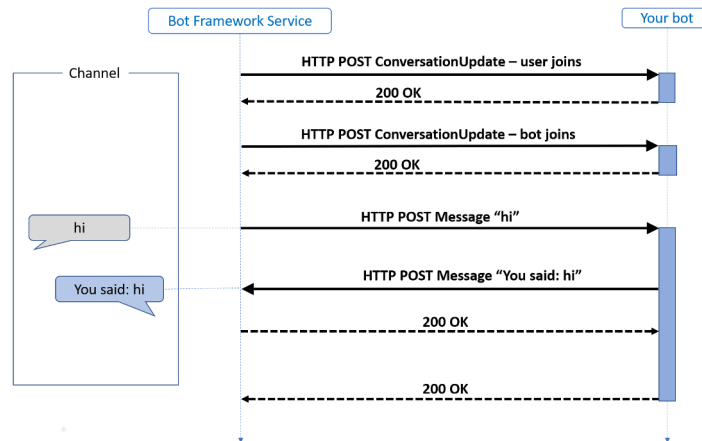 Bot Framework Service
Your bot
Channel
HTTP POST ConversationUpdate – user joins
200 OK
HTTP POST ConversationUpdate – bot joins
200 OK
HTTP POST Message “hi”
hi
HTTP POST Message “You said: hi”
You said: hi
200 OK
200 OK